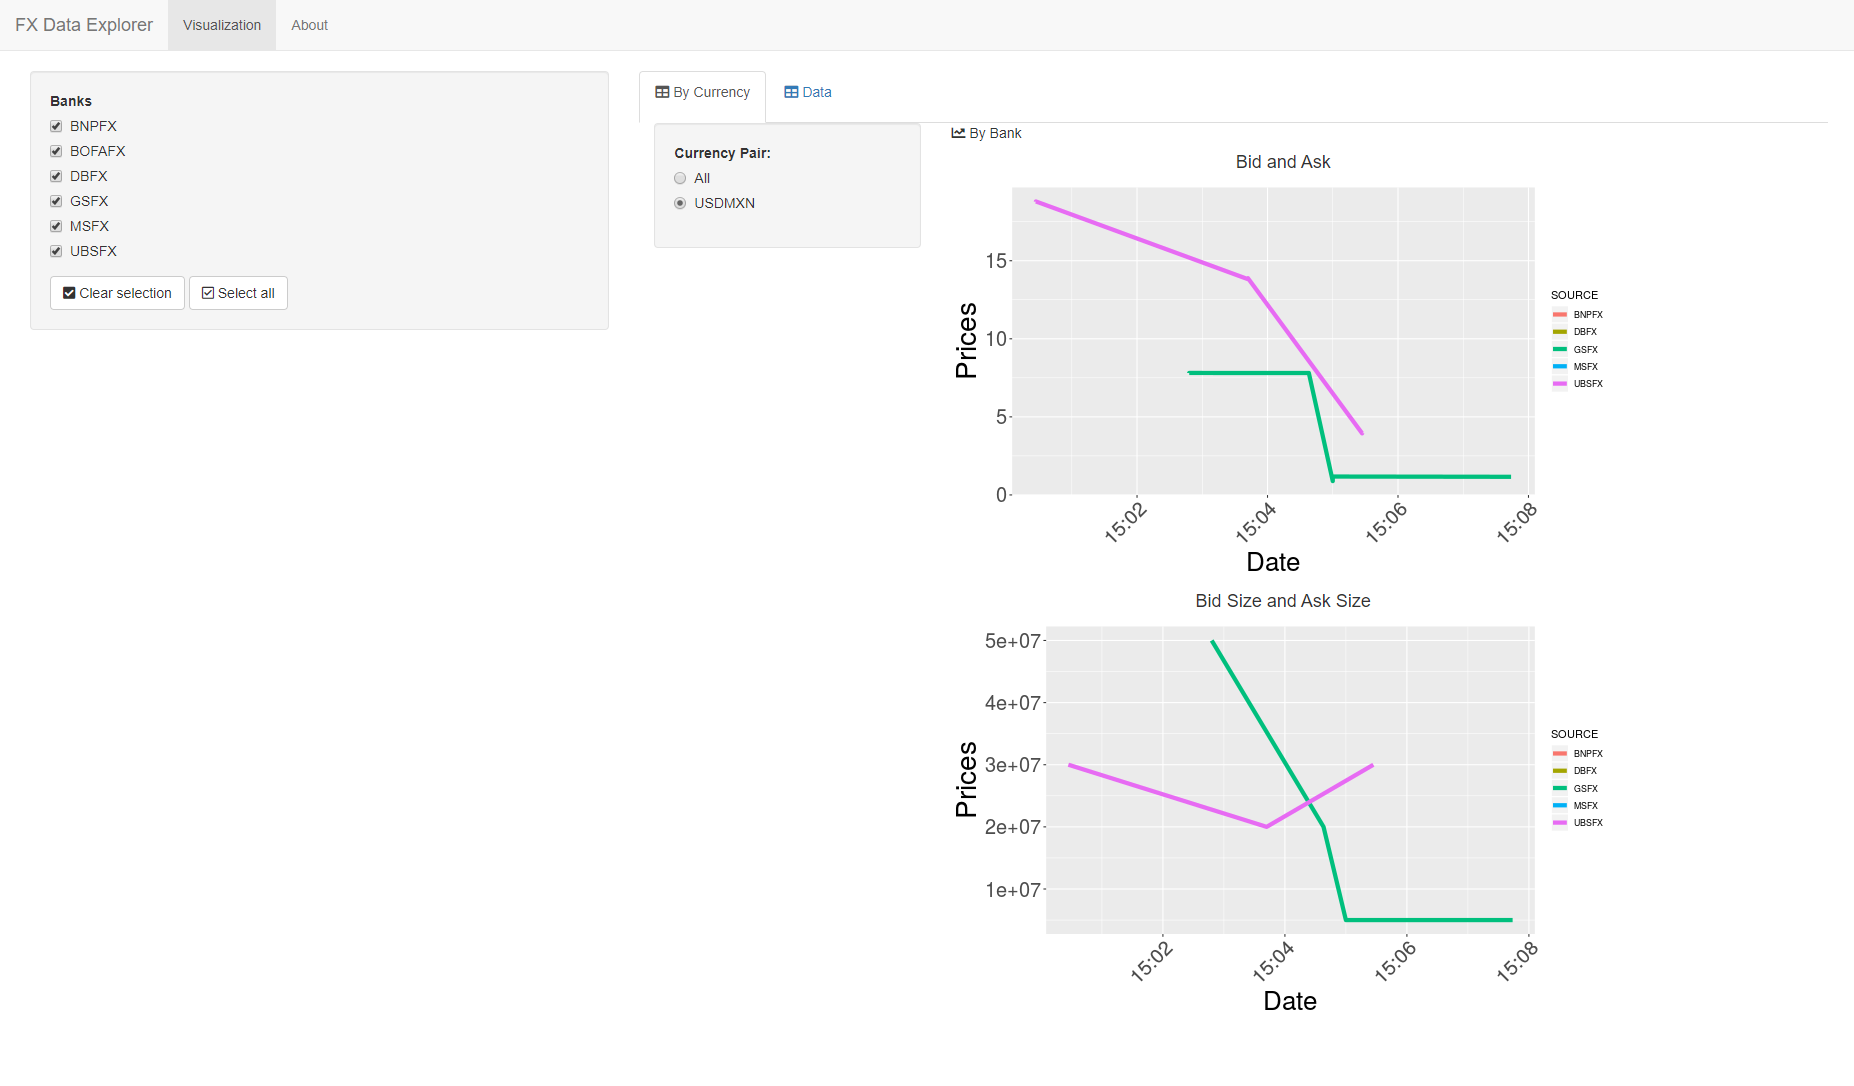 FX Data Explorer Visualization About
Banks
BNPFX
BOFAFX
DBFX
GSFX
MSFX
UBSFX
Clear selection Select all
By Currency Data
Currency Pair:
All
USDMXN
By Bank
Bid and Ask
Prices
15
10
5
0
15:02 15:04 15:06 15:08
Date
SOURCE
BNPFX
DBFX
GSFX
MSFX
UBSFX
Bid Size and Ask Size
Prices
5e+07
4e+07
3e+07
2e+07
1e+07
15:02 15:04 15:06 15:08
Date
SOURCE
BNPFX
DBFX
GSFX
MSFX
UBSFX